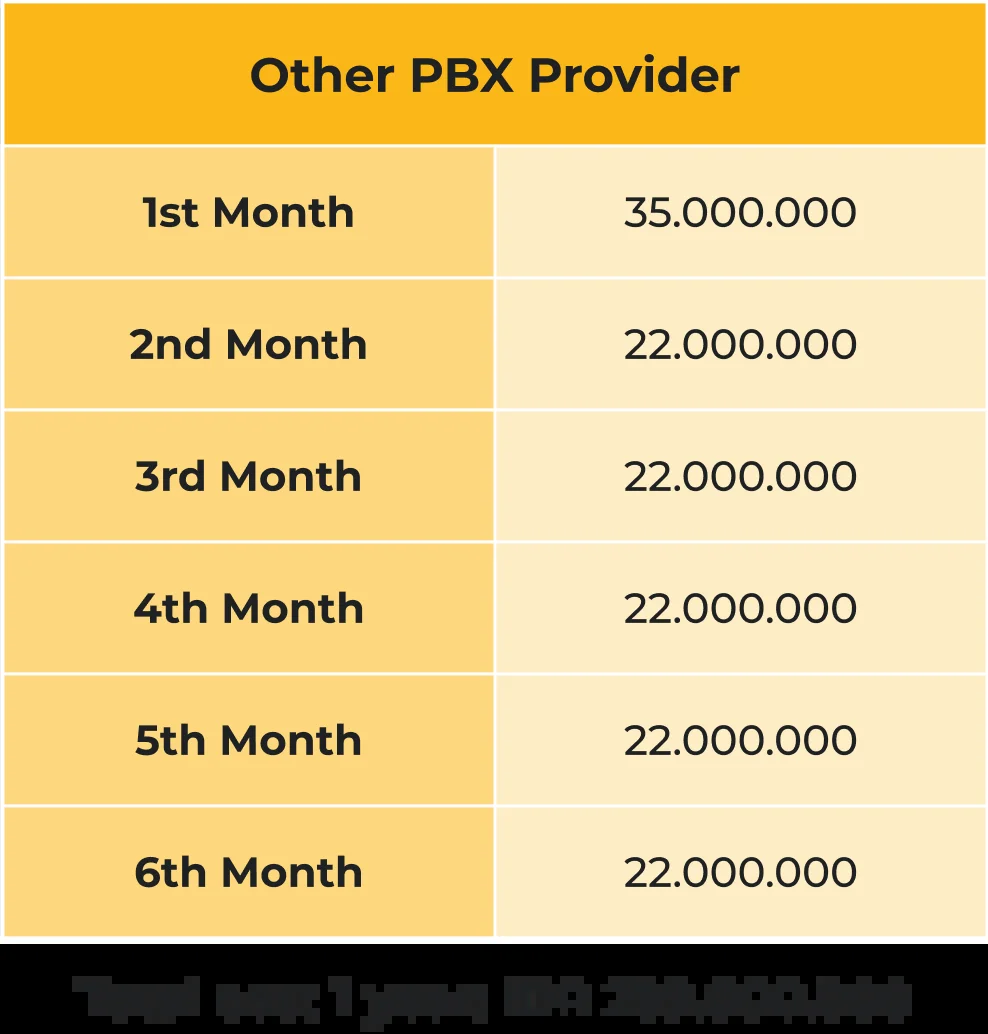 Other PBX Provider
1st Month 35.000.000
2nd Month 22.000.000
3rd Month 22.000.000
4th Month 22.000.000
5th Month 22.000.000
6th Month 22.000.000